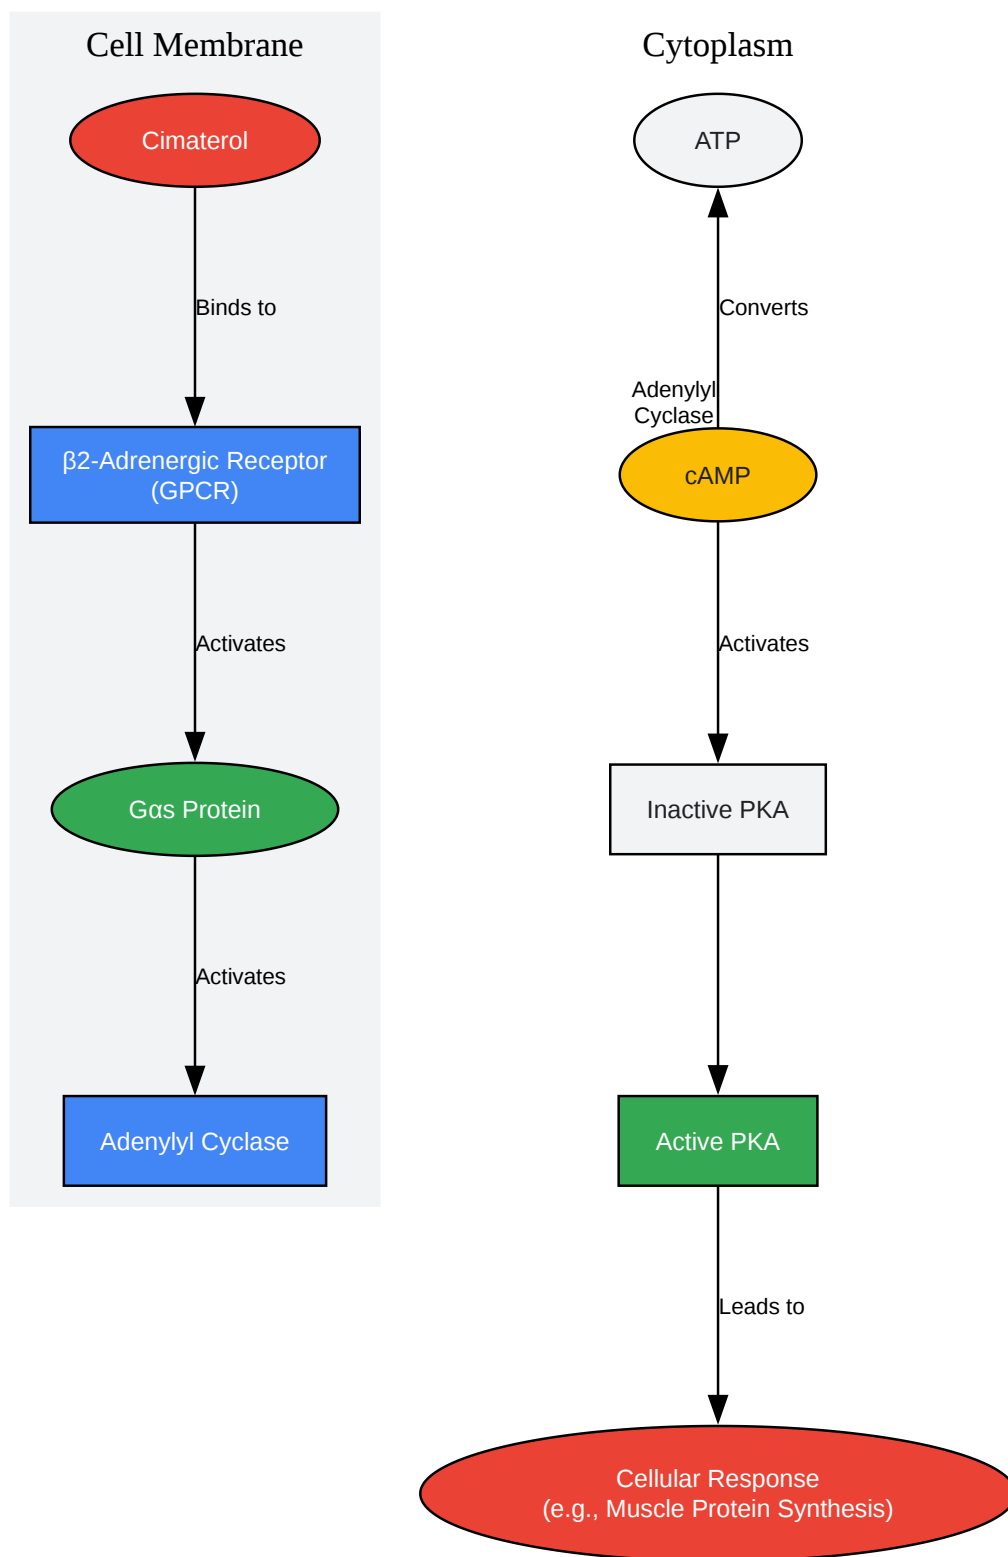 Cell Membrane
Cimaterol
Binds to
β2-Adrenergic Receptor
(GPCR)
Activates
Gαs Protein
Activates
Adenylyl Cyclase
Cytoplasm
ATP
Converts
Adenylyl
Cyclase
cAMP
Activates
Inactive PKA
Active PKA
Leads to
Cellular Response
(e.g., Muscle Protein Synthesis)